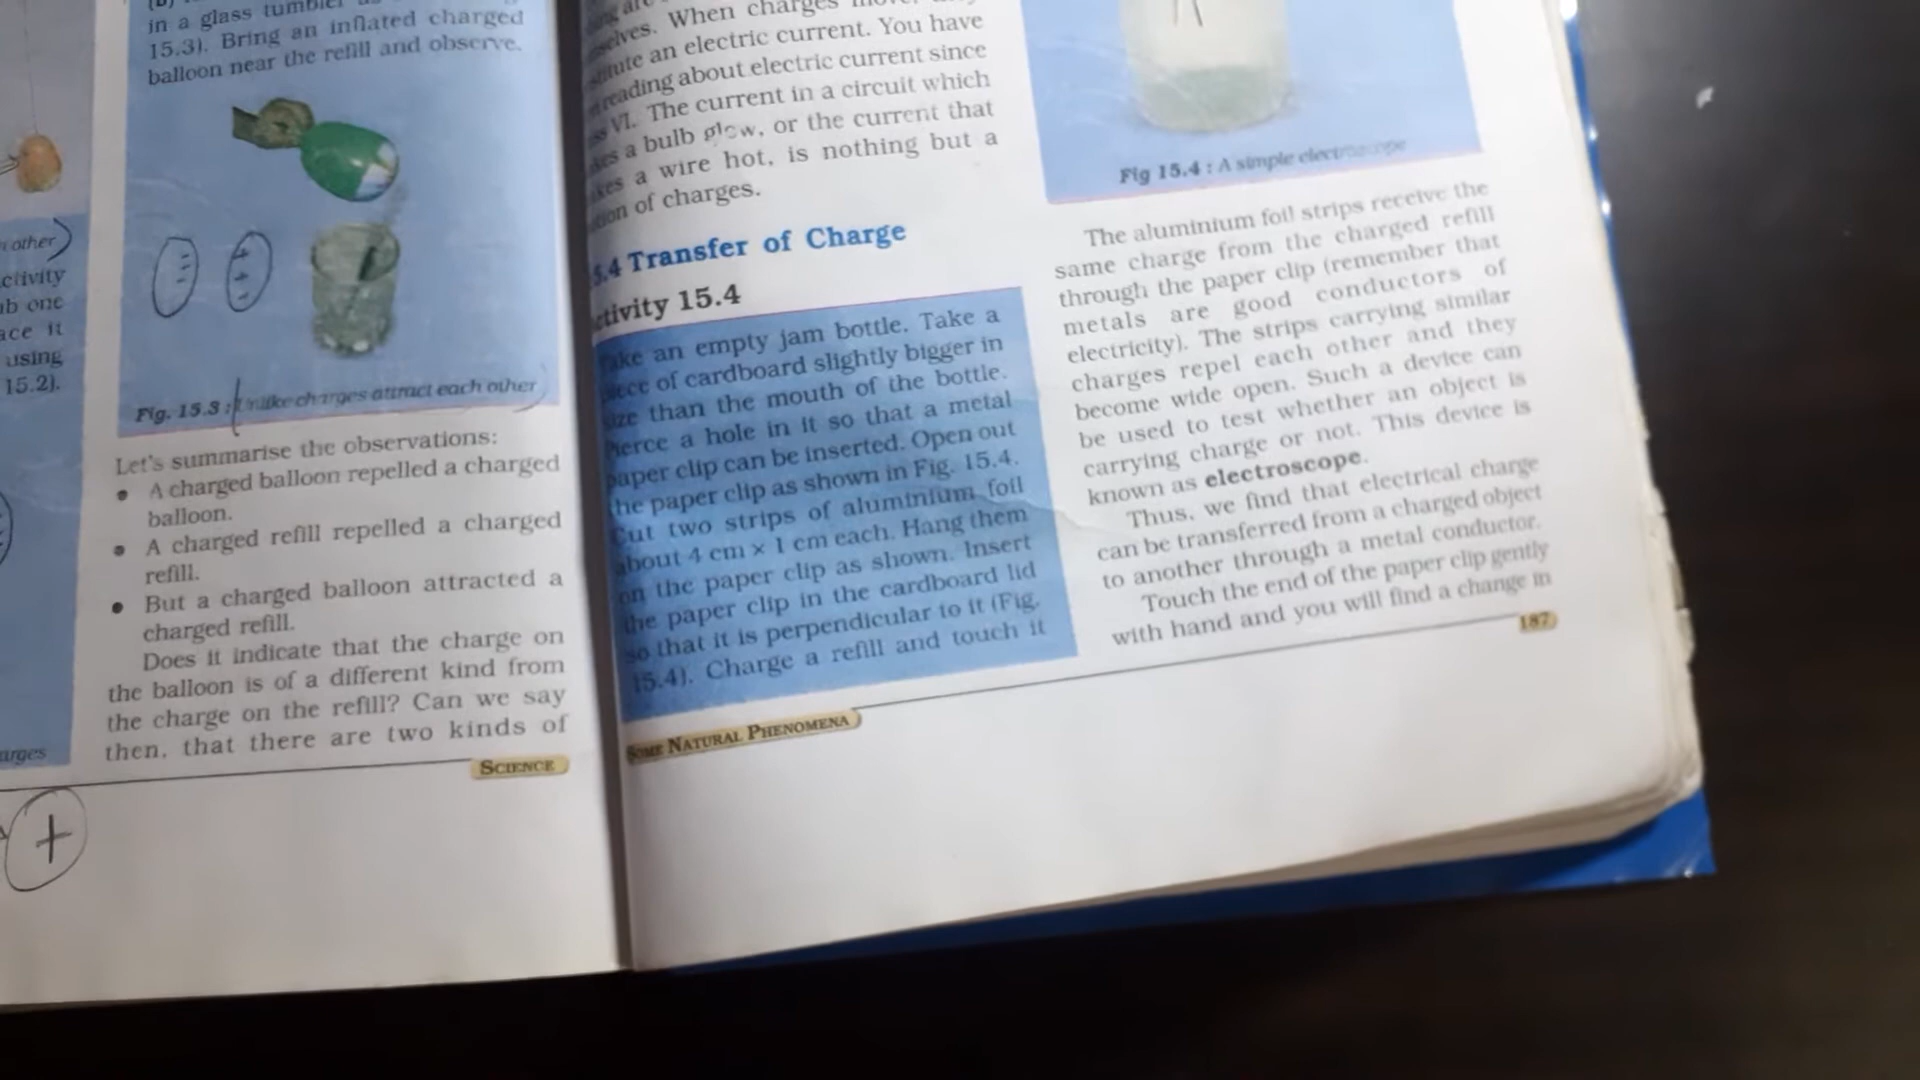 in a glass tumbler
15.3). Bring an inflated charged
balloon near the refill and observe.
Fig. 15.3 : Unlike charges attract each other
Let's summarise the observations:
• A charged balloon repelled a charged
balloon.
• A charged refill repelled a charged
refill.
• But a charged balloon attracted a
charged refill.
Does it indicate that the charge on
the balloon is of a different kind from
the charge on the refill? Can we say
then, that there are two kinds of
SCIENCE
other
ctivity
ab one
ace it
using
15.2).
arges
+
selves. When charges move,
titute an electric current. You have
reading about electric current since
ss VI. The current in a circuit which
kes a bulb glow, or the current that
kes a wire hot, is nothing but a
tion of charges.
5.4 Transfer of Charge
ctivity 15.4
Take an empty jam bottle. Take a
piece of cardboard slightly bigger in
size than the mouth of the bottle.
Pierce a hole in it so that a metal
paper clip can be inserted. Open out
the paper clip as shown in Fig. 15.4.
Cut two strips of aluminium foil
about 4 cm × 1 cm each. Hang them
on the paper clip as shown. Insert
the paper clip in the cardboard lid
so that it is perpendicular to it (Fig.
15.4). Charge a refill and touch it
SOME NATURAL PHENOMENA
Fig 15.4 : A simple electroscope
The aluminium foil strips receive the
same charge from the charged refill
through the paper clip (remember that
metals are good conductors of
electricity). The strips carrying similar
charges repel each other and they
become wide open. Such a device can
be used to test whether an object is
carrying charge or not. This device is
known as electroscope.
Thus, we find that electrical charge
can be transferred from a charged object
to another through a metal conductor.
Touch the end of the paper clip gently
with hand and you will find a change in
187